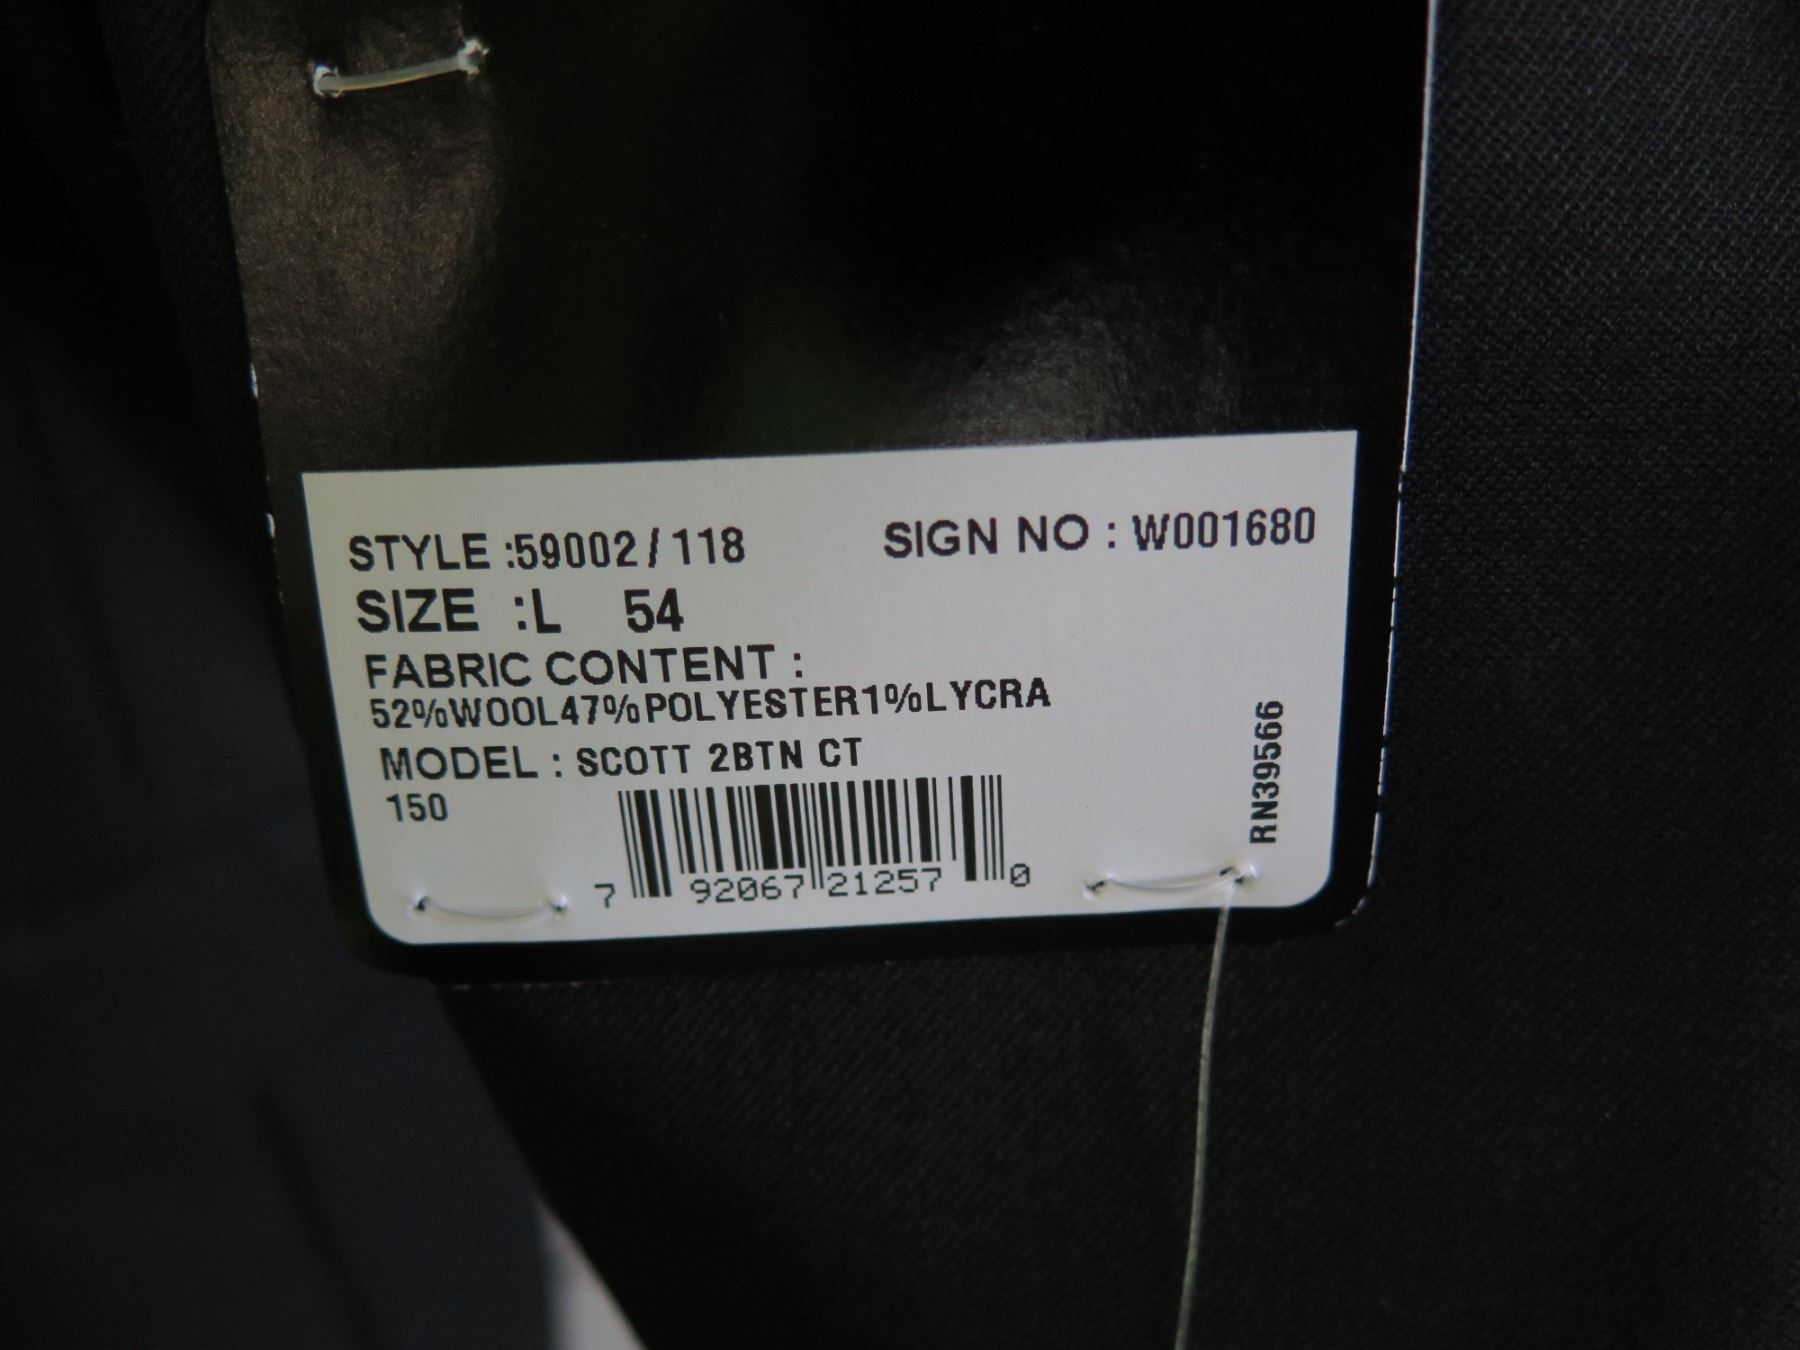 STYLE :59002/118 SIGN NO : W001680
SIZE :L 54
FABRIC CONTENT :
52%WOOL47%POLYESTER1%LYCRA
MODEL : SCOTT 2BTN CT
150
7 92067 21257 0
RN39566